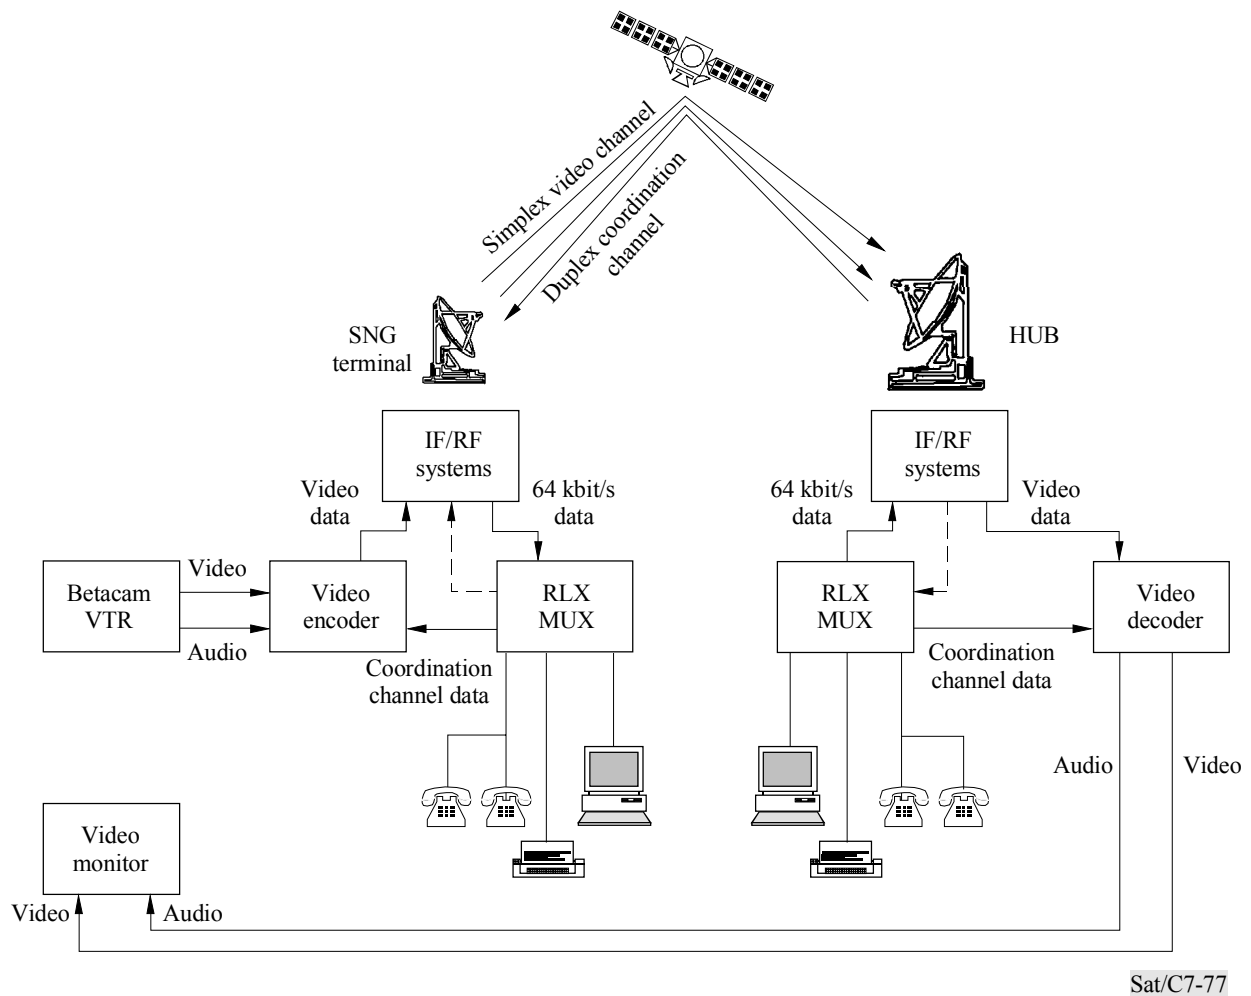 Simplex video channel
Duplex coordination
channel
SNG
terminal
HUB
IF/RF
systems
IF/RF
systems
Video
data
64 kbit/s
data
64 kbit/s
data
Video
data
Betacam
VTR
Video
Audio
Video
encoder
RLX
MUX
RLX
MUX
Video
decoder
Coordination
channel data
Coordination
channel data
Audio
Video
Video
monitor
Video
Audio
Sat/C7-77